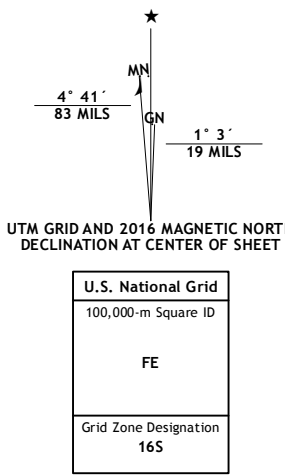 ★
MN
4° 41´
83 MILS
GN
1° 3´
19 MILS
UTM GRID AND 2016 MAGNETIC NORT
DECLINATION AT CENTER OF SHEET
U.S. National Grid
100,000-m Square ID
FE
Grid Zone Designation
16S